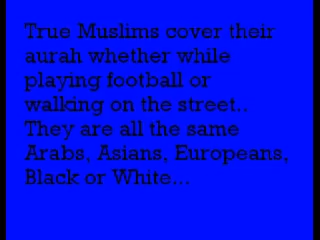 True Muslims cover their
aurah whether while
playing football or
walking on the street..
They are all the same
Arabs, Asians, Europeans,
Black or White...